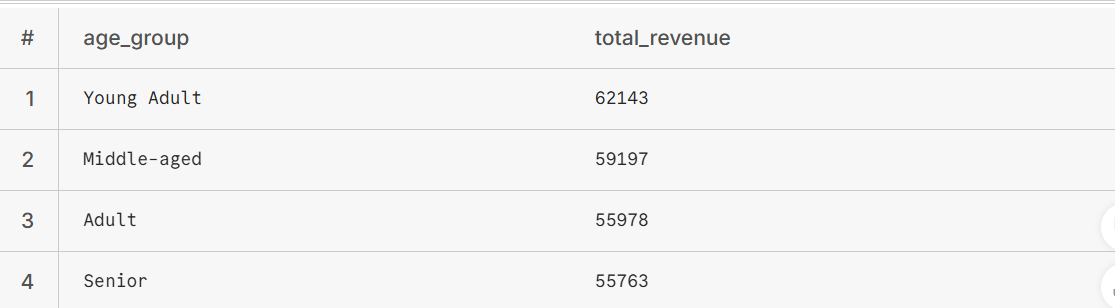 # age_group total_revenue
1 Young Adult 62143
2 Middle-aged 59197
3 Adult 55978
4 Senior 55763